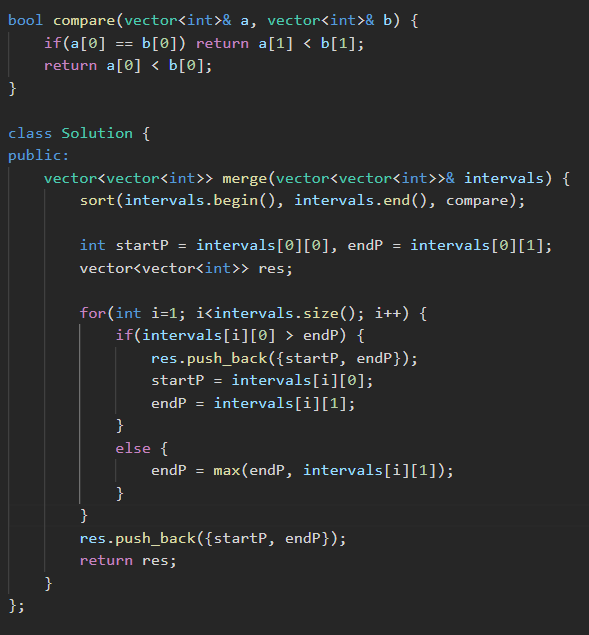 bool compare(vector<int>& a, vector<int>& b) {
    if(a[0] == b[0]) return a[1] < b[1];
    return a[0] < b[0];
}

class Solution {
public:
    vector<vector<int>> merge(vector<vector<int>>& intervals) {
        sort(intervals.begin(), intervals.end(), compare);

        int startP = intervals[0][0], endP = intervals[0][1];
        vector<vector<int>> res;

        for(int i=1; i<intervals.size(); i++) {
            if(intervals[i][0] > endP) {
                res.push_back({startP, endP});
                startP = intervals[i][0];
                endP = intervals[i][1];
            }
            else {
                endP = max(endP, intervals[i][1]);
            }
        }
        res.push_back({startP, endP});
        return res;
    }
};